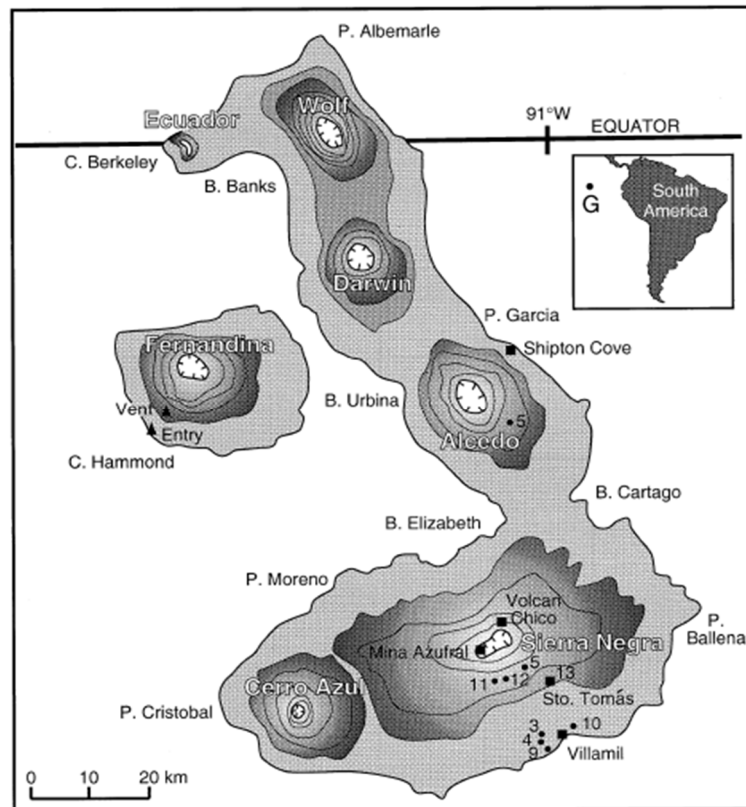 P. Albemarle
Wolf
Ecuador
91°W
EQUATOR
C. Berkeley
B. Banks
South
America
G
Darwin
P. Garcia
Shipton Cove
Fernandina
B. Urbina
Vent
5
Entry
Alcedo
C. Hammond
B. Cartago
B. Elizabeth
P. Moreno
Volcan
Chico
P.
Ballena
Sierra Negra
Mina Azufral
5
13
11
12
Cerro Azul
Sto. Tomás
P. Cristobal
3
10
4
9
Villamil
0 10 20 km